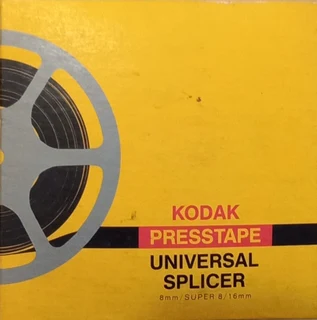 KODAK
PRESSTAPE
UNIVERSAL
SPLICER
8mm/SUPER 8/16mm